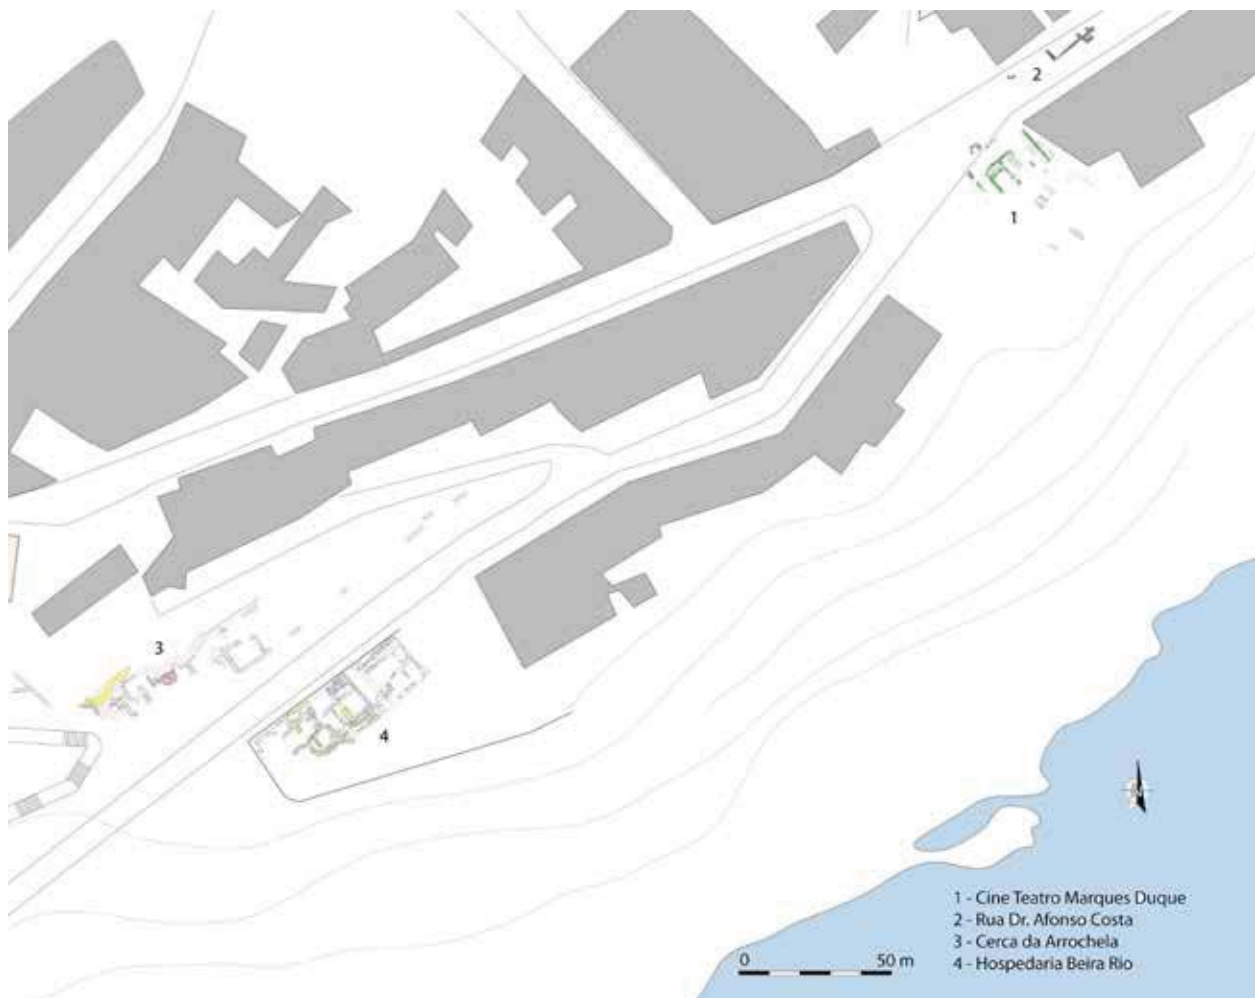 2
1
3
4
1 - Cine Teatro Marques Duque
2 - Rua Dr. Afonso Costa
3 - Cerca da Arrochela
4 - Hospedaria Beira Rio
0 50 m